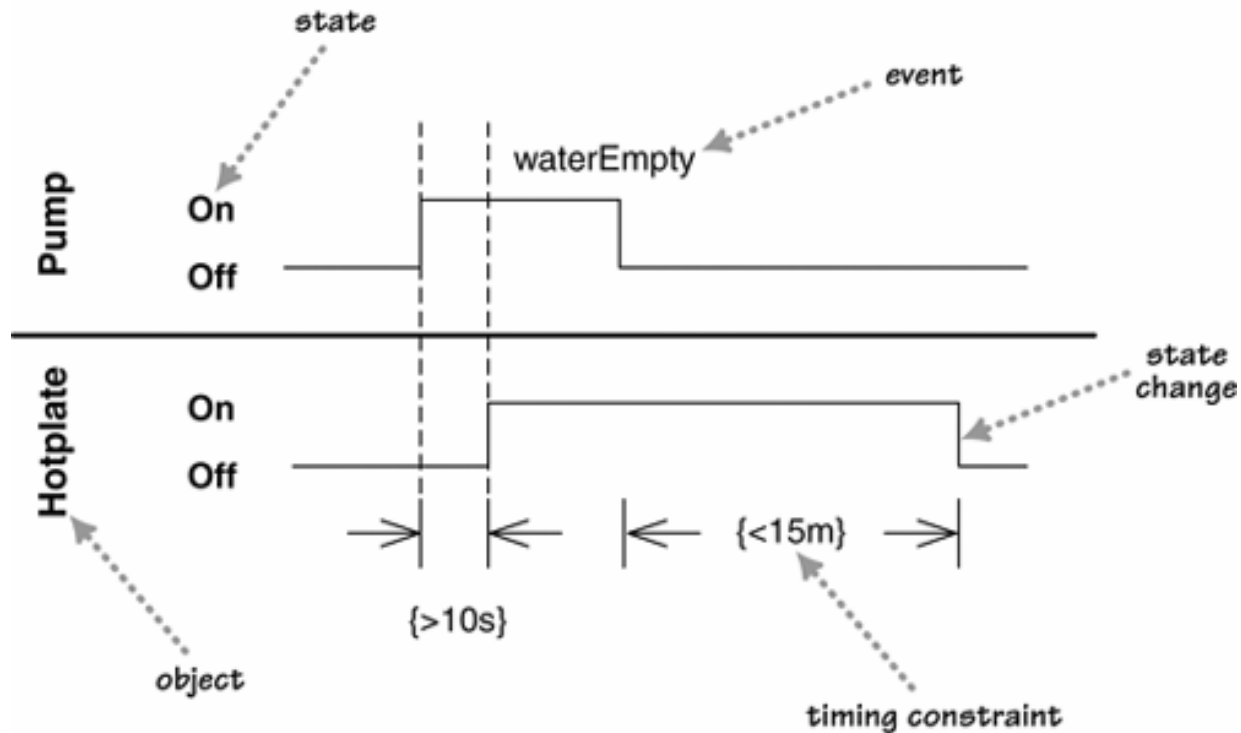 state
event
waterEmpty
Pump
On
Off
state
change
Hotplate
On
Off
{<15m}
{>10s}
object
timing constraint